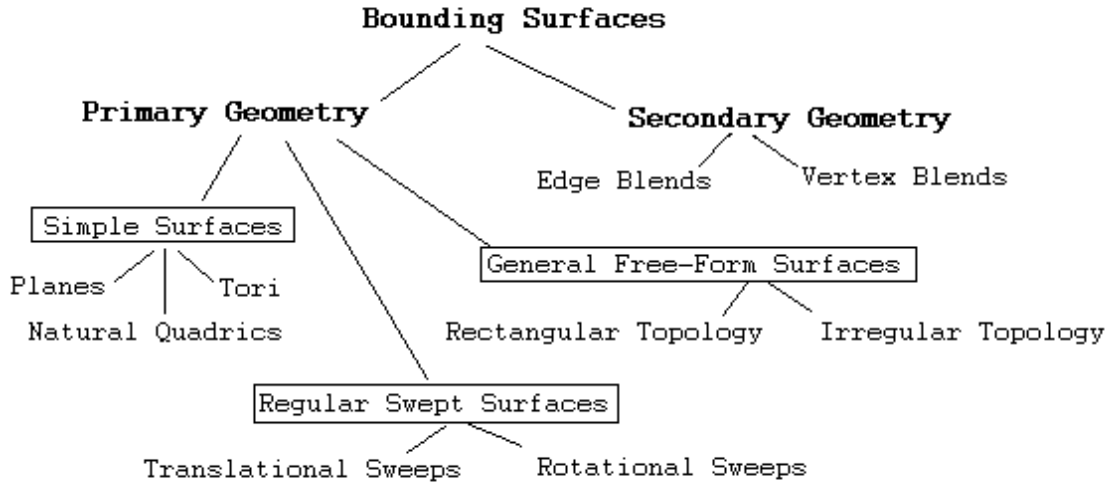 Bounding Surfaces
Primary Geometry
Secondary Geometry
Edge Blends
Vertex Blends
Simple Surfaces
General Free-Form Surfaces
Planes
Tori
Natural Quadrics
Rectangular Topology
Irregular Topology
Regular Swept Surfaces
Translational Sweeps
Rotational Sweeps